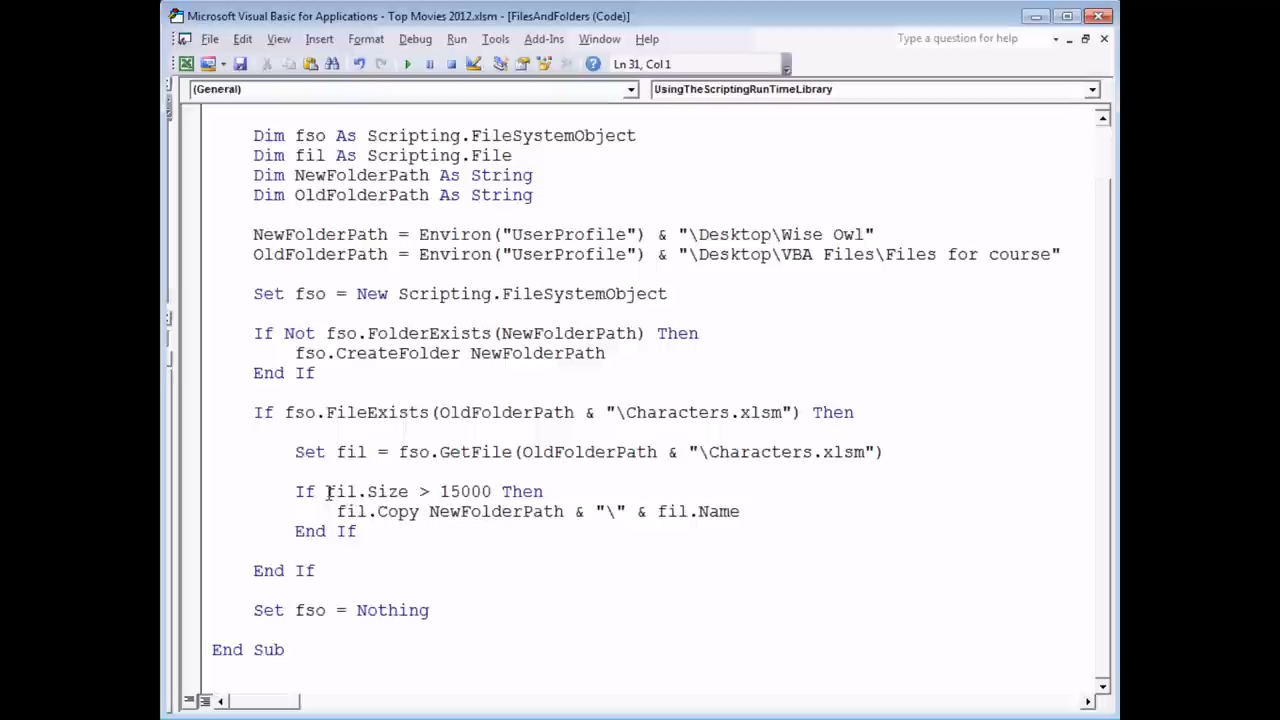 Microsoft Visual Basic for Applications - Top Movies 2012.xlsm - [FilesAndFolders (Code)]
File Edit View Insert Format Debug Run Tools Add-Ins Window Help Type a question for help
Ln 31, Col 1
(General) UsingTheScriptingRunTimeLibrary
Dim fso As Scripting.FileSystemObject
Dim fil As Scripting.File
Dim NewFolderPath As String
Dim OldFolderPath As String
NewFolderPath = Environ("UserProfile") & "\Desktop\Wise Owl"
OldFolderPath = Environ("UserProfile") & "\Desktop\VBA Files\Files for course"
Set fso = New Scripting.FileSystemObject
If Not fso.FolderExists(NewFolderPath) Then
fso.CreateFolder NewFolderPath
End If
If fso.FileExists(OldFolderPath & "\Characters.xlsm") Then
Set fil = fso.GetFile(OldFolderPath & "\Characters.xlsm")
If fil.Size > 15000 Then
fil.Copy NewFolderPath & "\" & fil.Name
End If
End If
Set fso = Nothing
End Sub